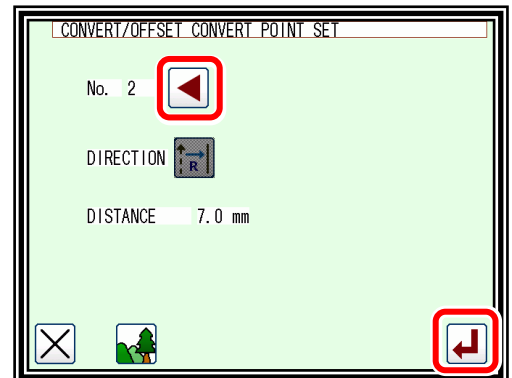 CONVERT/OFFSET CONVERT POINT SET
No. 2
DIRECTION R
DISTANCE 7.0 mm